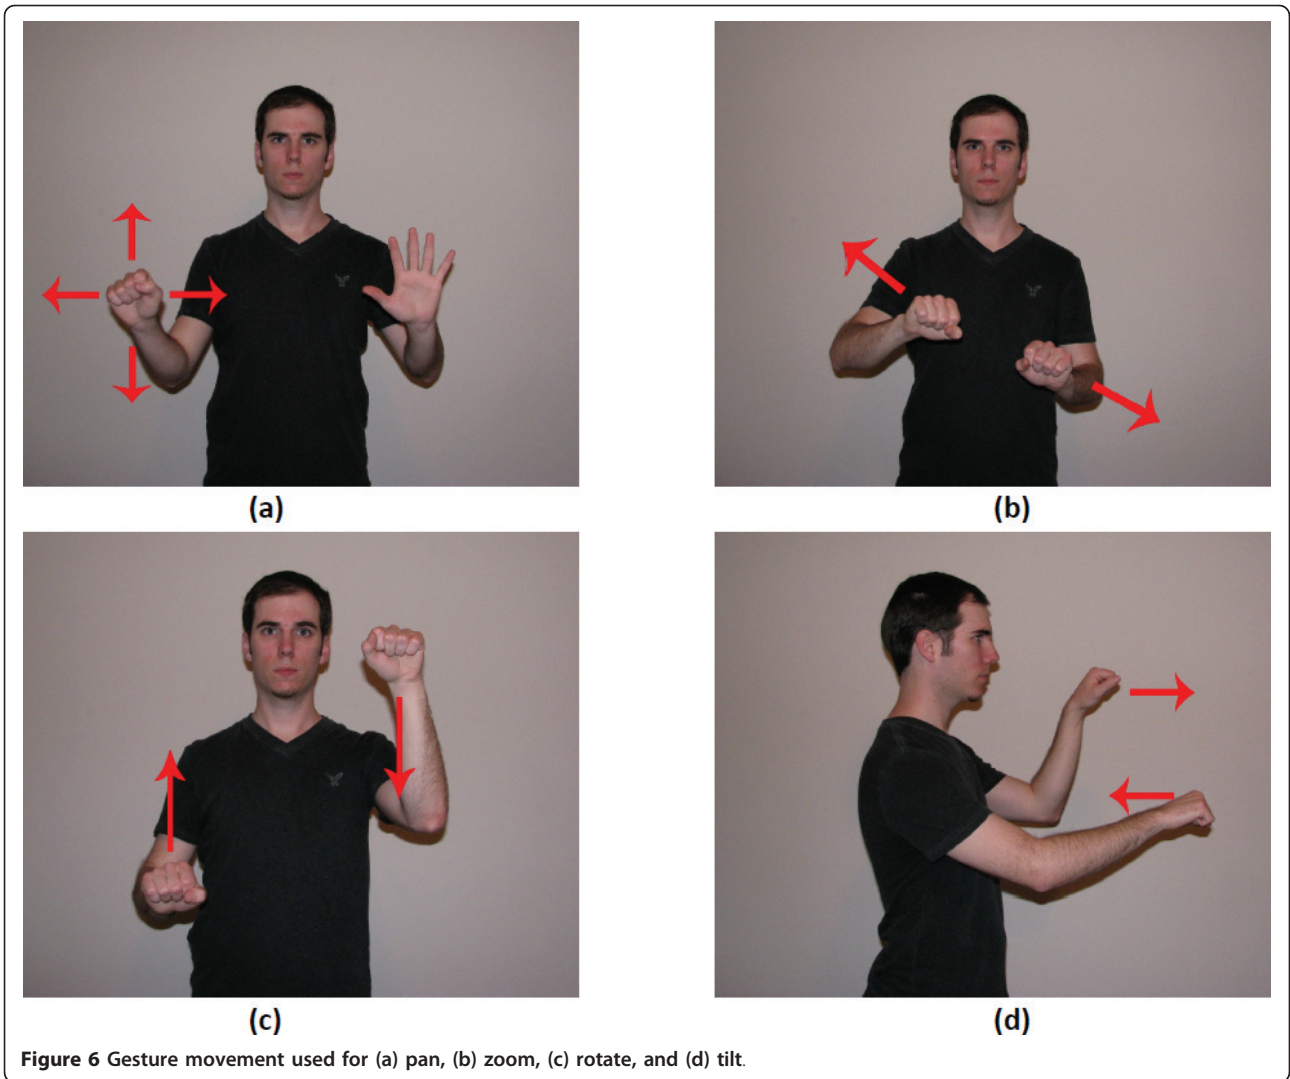 (a)
(b)
(c)
(d)
Figure 6 Gesture movement used for (a) pan, (b) zoom, (c) rotate, and (d) tilt.